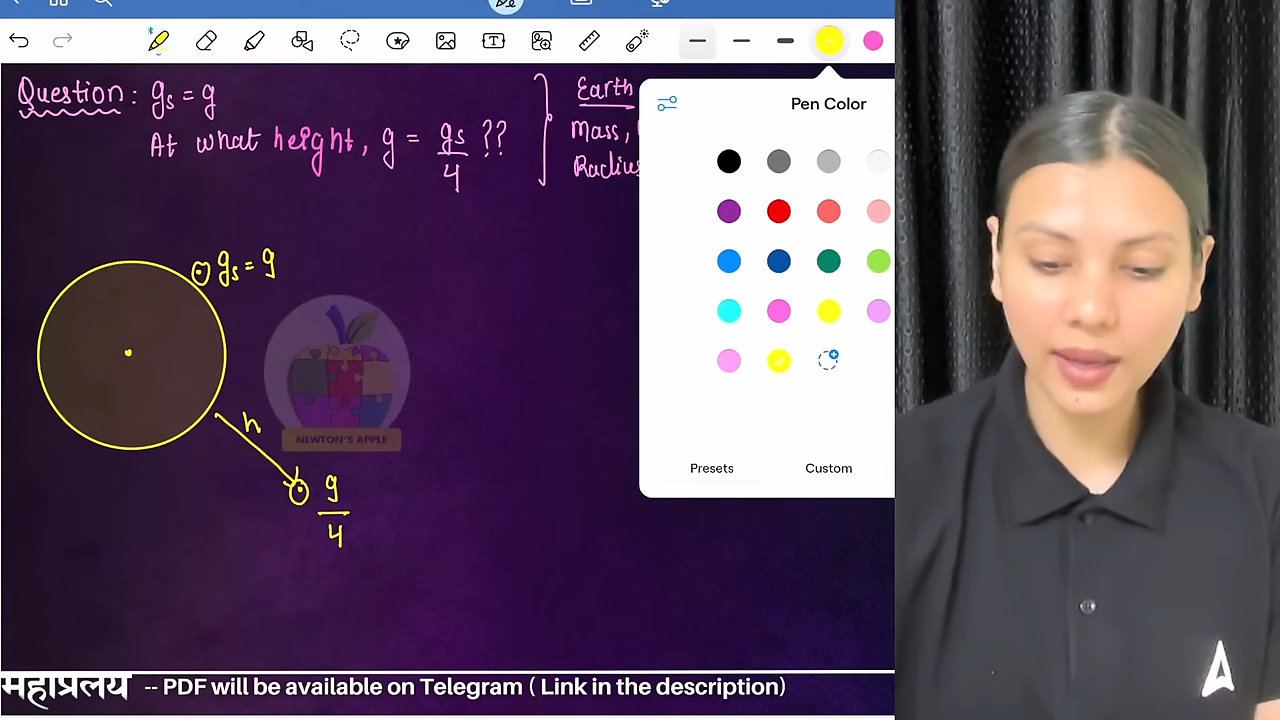 Question: gs = g
At what height, g = gs/4 ??
Earth
Mass,
Radius
Pen Color
gs = g
h
NEWTON'S APPLE
g/4
Presets
Custom
महाप्रलय -- PDF will be available on Telegram ( Link in the description)